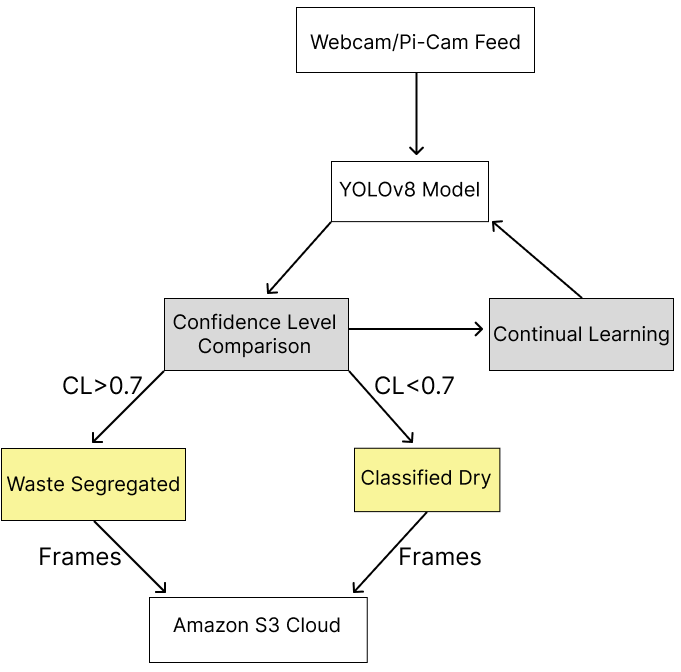 Webcam/Pi-Cam Feed
YOLOv8 Model
Confidence Level
Comparison
Continual Learning
CL>0.7
CL<0.7
Waste Segregated
Classified Dry
Frames
Frames
Amazon S3 Cloud